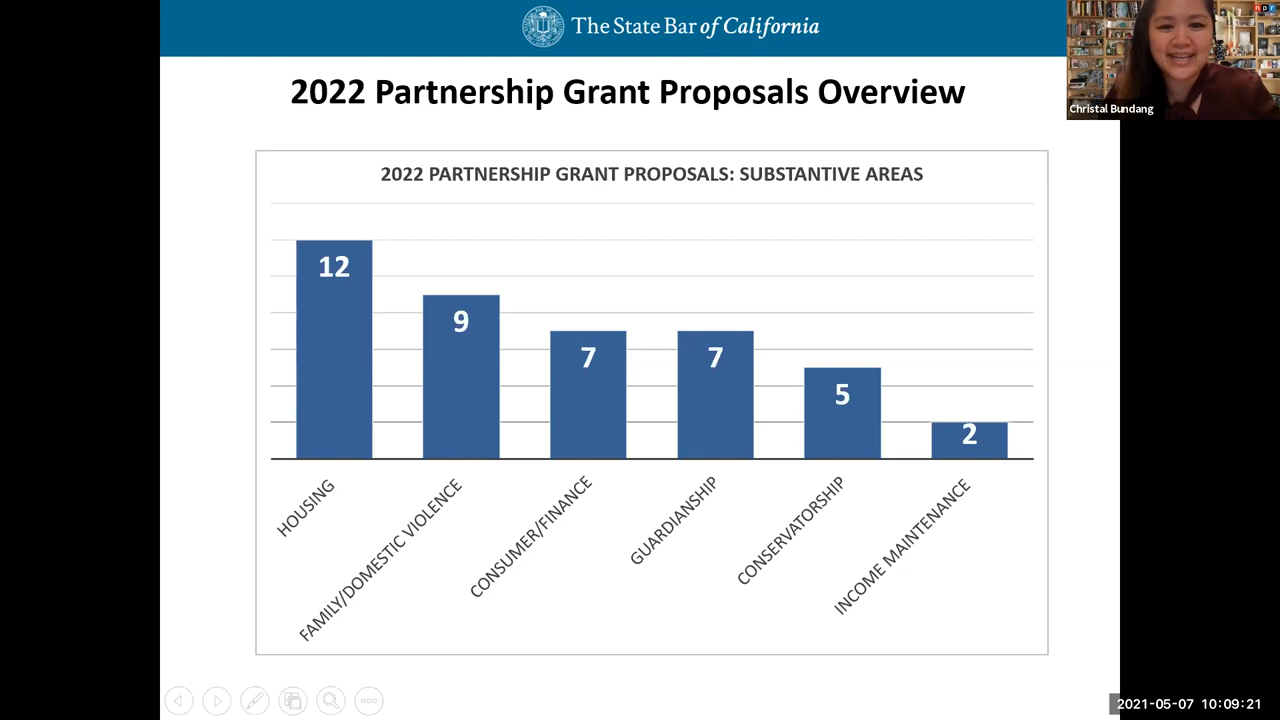 The State Bar of California
npr
Christal Bundang
2022 Partnership Grant Proposals Overview
2022 PARTNERSHIP GRANT PROPOSALS: SUBSTANTIVE AREAS
12
9
7
7
5
2
HOUSING
FAMILY/DOMESTIC VIOLENCE
CONSUMER/FINANCE
GUARDIANSHIP
CONSERVATORSHIP
INCOME MAINTENANCE
2021-05-07 10:09:21